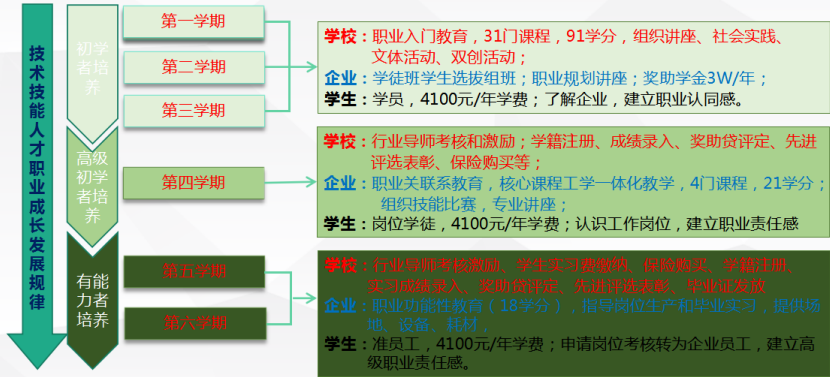 技术技能人才职业成长发展规律
初学
者培
养
第一学期
第二学期
第三学期
学校：职业入门教育，31门课程，91学分，组织讲座、社会实践、
文体活动、双创活动；
企业：学徒班学生选拔组班；职业规划讲座；奖助学金3W/年；
学生：学员，4100元/年学费；了解企业，建立职业认同感。
高级
初学
者培
养
第四学期
学校：行业导师考核和激励；学籍注册、成绩录入、奖助贷评定、先进
评选表彰、保险购买等；
企业：职业关联系教育，核心课程工学一体化教学，4门课程，21学分；
组织技能比赛，专业讲座；
学生：岗位学徒，4100元/年学费；认识工作岗位，建立职业责任感
有能
力者
培养
第五学期
第六学期
学校：行业导师考核激励、学生实习费缴纳、保险购买、学籍注册、
实习成绩录入、奖助贷评定、先进评选表彰、毕业证发放
企业：职业功能性教育（18学分），指导岗位生产和毕业实习，提供场
地、设备、耗材，
学生：准员工，4100元/年学费；申请岗位考核转为企业员工，建立高
级职业责任感。